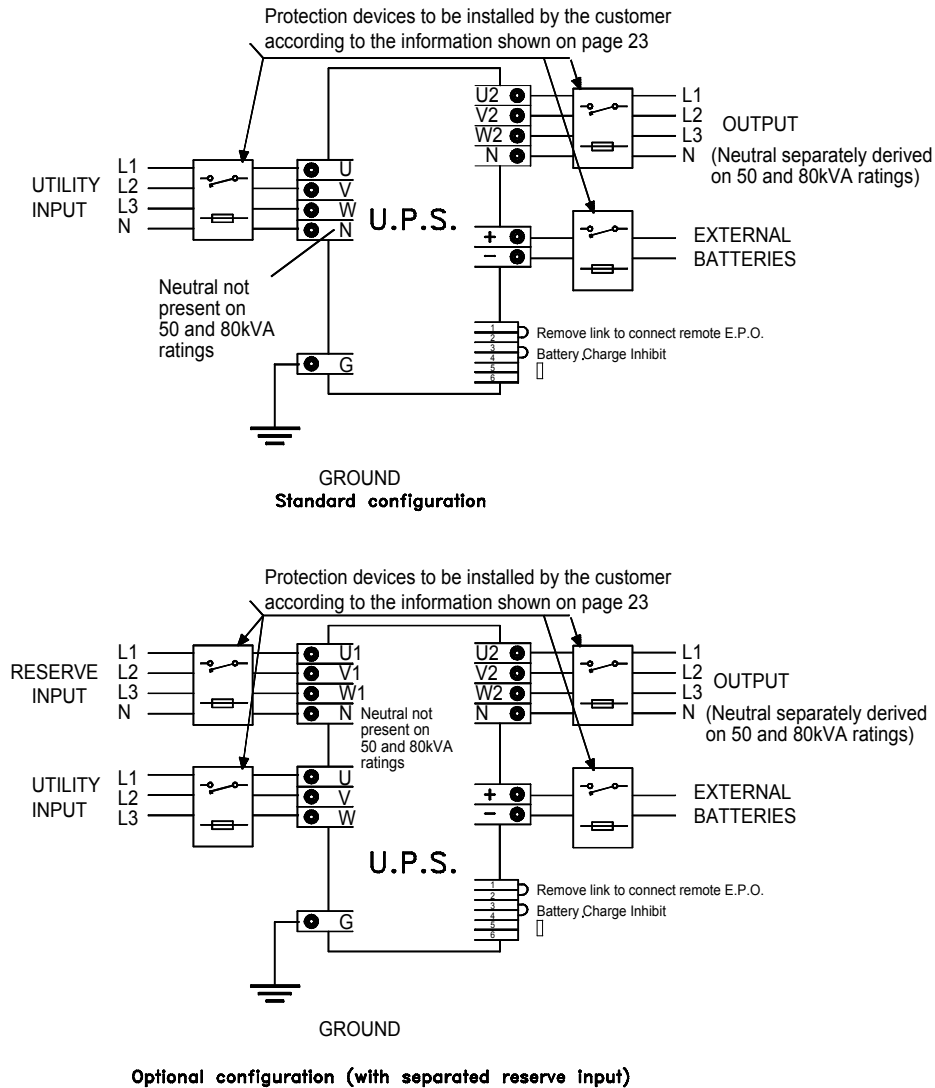 Protection devices to be installed by the customer
according to the information shown on page 23
U2
V2
W2
N
L1
L2
L3
N
OUTPUT
(Neutral separately derived
on 50 and 80kVA ratings)
UTILITY
INPUT
L1
L2
L3
N
U
V
W
N
U.P.S.
+
−
EXTERNAL
BATTERIES
Neutral not
present on
50 and 80kVA
ratings
1
2
3
4
5
6
Remove link to connect remote E.P.O.
Battery Charge Inhibit
G
GROUND
Standard configuration
Protection devices to be installed by the customer
according to the information shown on page 23
RESERVE
INPUT
L1
L2
L3
N
U1
V1
W1
N
Neutral not
present on
50 and 80kVA
ratings
U2
V2
W2
N
L1
L2
L3
N
OUTPUT
(Neutral separately derived
on 50 and 80kVA ratings)
UTILITY
INPUT
L1
L2
L3
U
V
W
+
−
EXTERNAL
BATTERIES
U.P.S.
1
2
3
4
5
6
Remove link to connect remote E.P.O.
Battery Charge Inhibit
G
GROUND
Optional configuration (with separated reserve input)